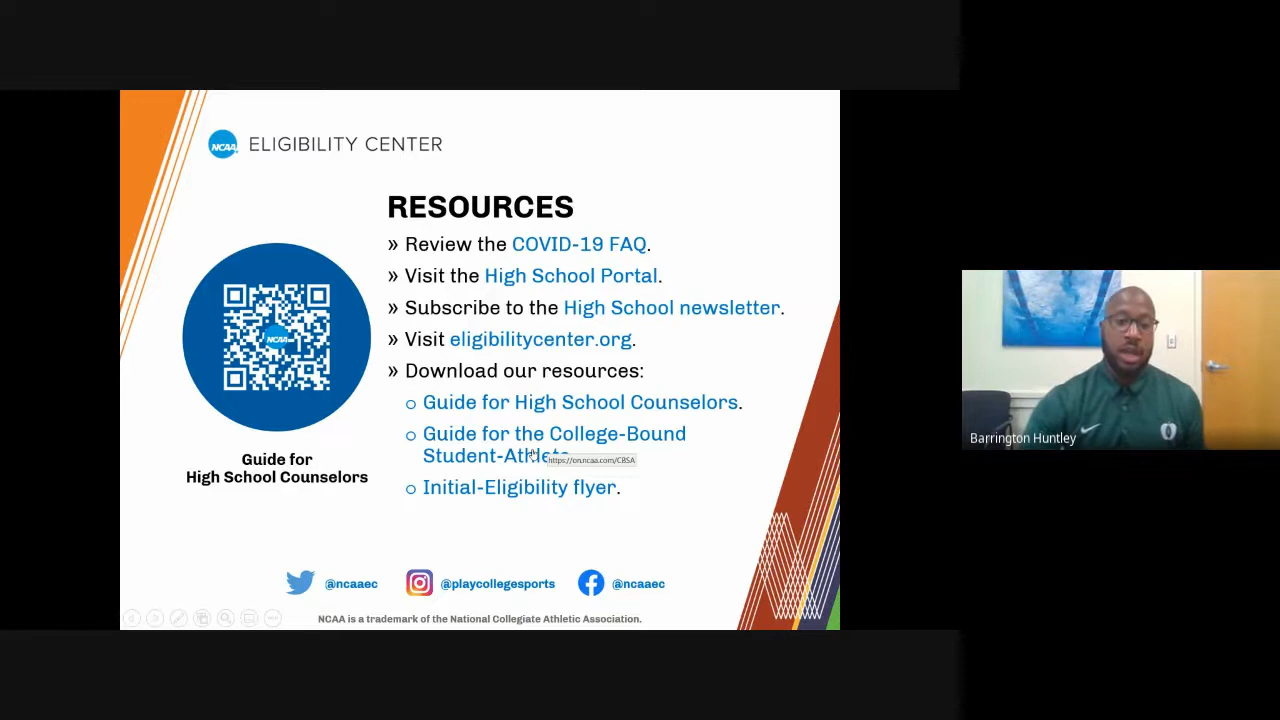 NCAA
ELIGIBILITY CENTER
RESOURCES
» Review the COVID-19 FAQ.
» Visit the High School Portal.
» Subscribe to the High School newsletter.
» Visit eligibilitycenter.org.
» Download our resources:
o Guide for High School Counselors.
o Guide for the College-Bound
Student-Athlete
https://on.ncaa.com/CBSA
o Initial-Eligibility flyer.
NCAA
Guide for
High School Counselors
@ncaaec
@playcollegesports
@ncaaec
NCAA is a trademark of the National Collegiate Athletic Association.
Barrington Huntley